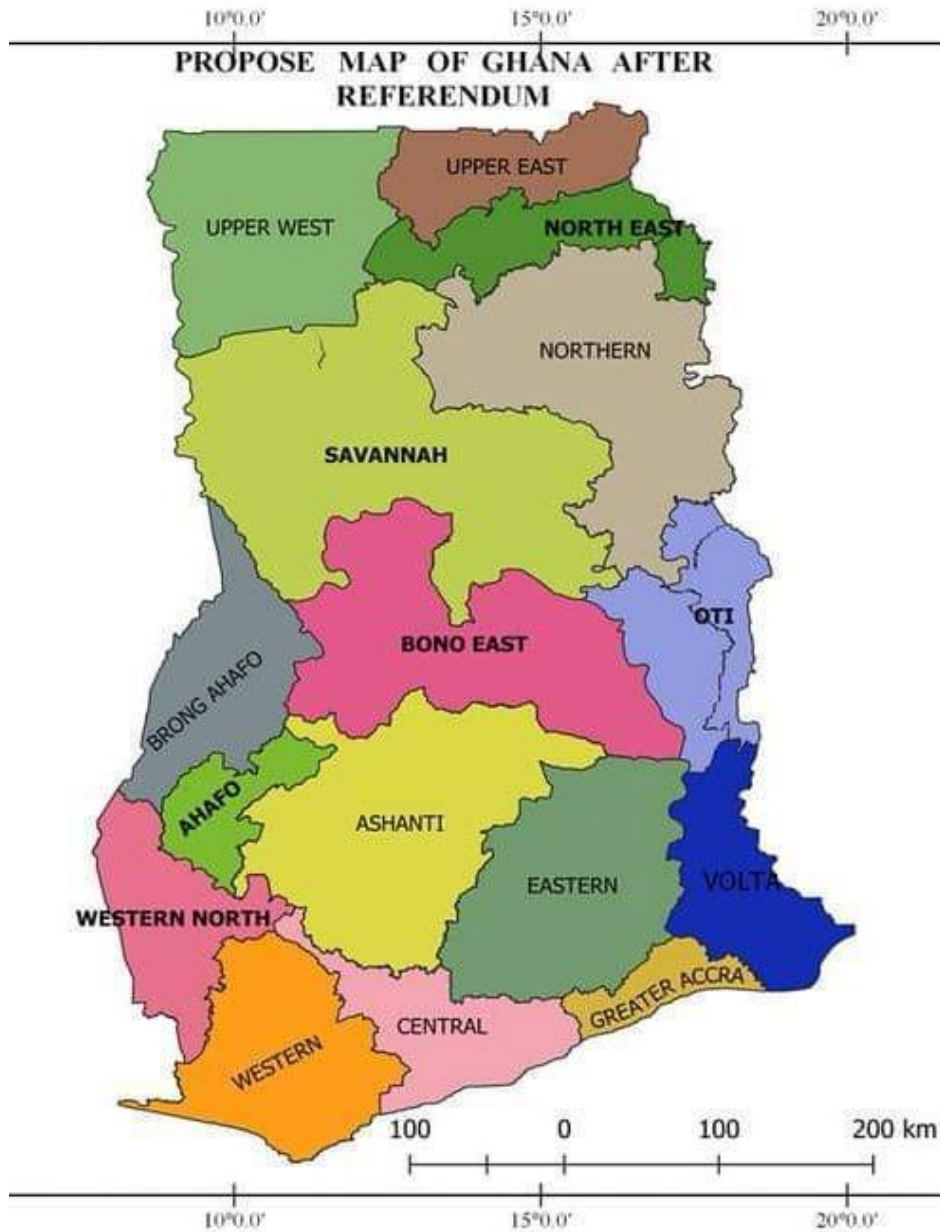 10°0.0' 15°0.0' 20°0.0'
PROPOSE MAP OF GHANA AFTER
REFERENDUM
UPPER EAST
UPPER WEST
NORTH EAST
NORTHERN
SAVANNAH
OTI
BONO EAST
BRONG AHAFO
AHAFO
ASHANTI
EASTERN
VOLTA
WESTERN NORTH
GREATER ACCRA
CENTRAL
WESTERN
100 0 100 200 km
10°0.0' 15°0.0' 20°0.0'